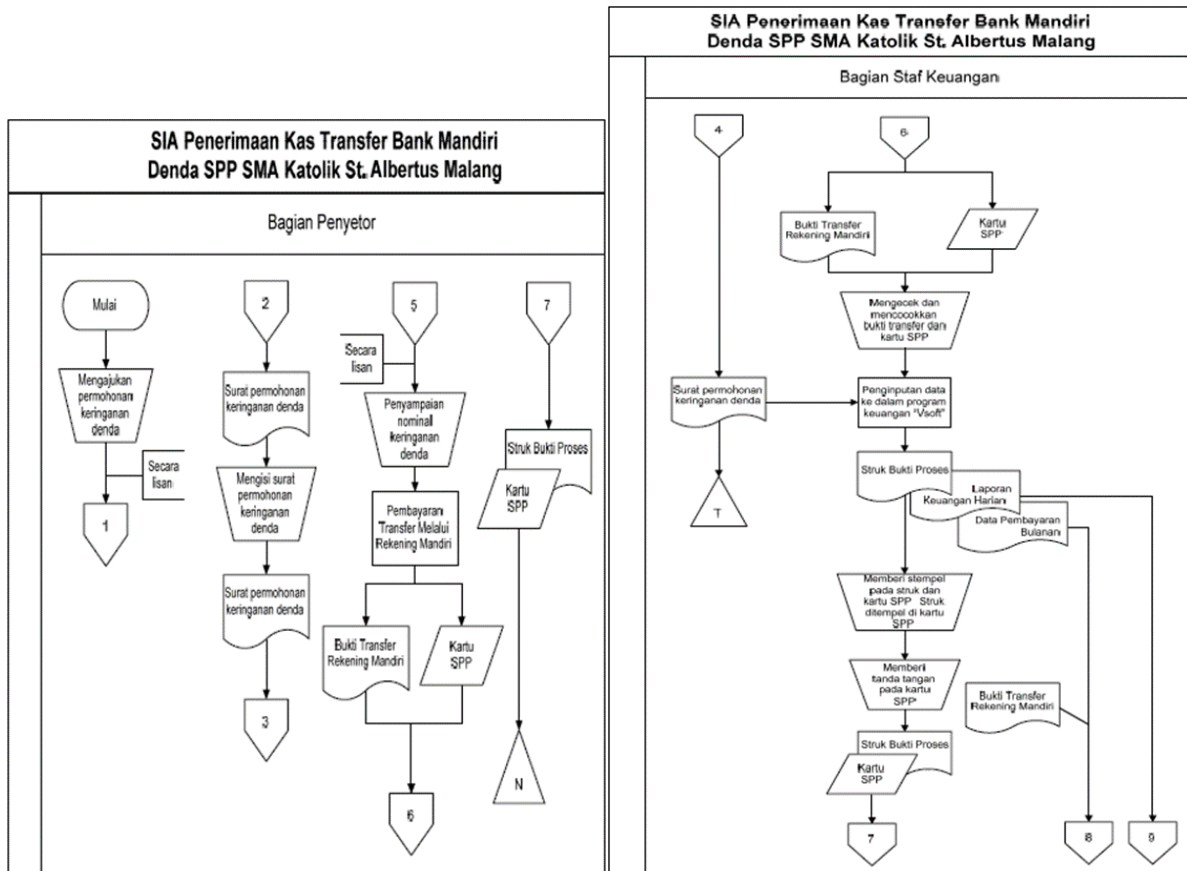 SIA Penerimaan Kas Transfer Bank Mandiri
Denda SPP SMA Katolik St. Albertus Malang
Bagian Penyetor
Mulai
Mengajukan
permohonan
keringanan
denda
Secara
lisan
1
2
Surat permohonan
keringanan denda
Mengisi surat
permohonan
keringanan
denda
Surat permohonan
keringanan denda
3
5
Secara
lisan
Penyampaian
nominall
keringanan
denda
Pembayaran
Transfer Melalui
Rekening Mandiri
Bukti Transfer
Rekening Mandiri
Kartu
SPP
6
7
Struk Bukti Proses
Kartu
SPP
N
SIA Penerimaan Kas Transfer Bank Mandiri
Denda SPP SMA Katolik St. Albertus Malang
Bagian Staf Keuangan
4
6
Bukti Transfer
Rekening Mandiri
Kartu
SPP
Mengecek dan
mencocokkan
bukti transfer dan
kartu SPP
Surat permohonan
keringanan denda
Penginputan data
ke dalam program
keuangan "Vsoft"
T
Struk Bukti Proses
Laporan
Keuangan Harian
Data Pembayaran
Bulanan
Memberi stempel
pada struk dan
kartu SPP Struk
ditempel di kartu
SPP
Memberi
tanda tangan
pada kartu
SPP
Bukti Transfer
Rekening Mandiri
Struk Bukti Proses
Kartu
SPP
7
8
9